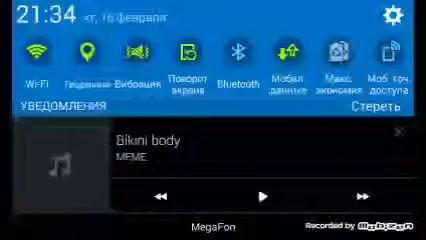 21:34 чт, 16 февраля
Wi-Fi
Геоданные
Вибрация
Поворот экрана
Bluetooth
Мобил. данные
Макс. экономия
Моб. точ. доступа
УВЕДОМЛЕНИЯ Стереть
Bikini body
MEME
MegaFon
Recorded by Mobizen